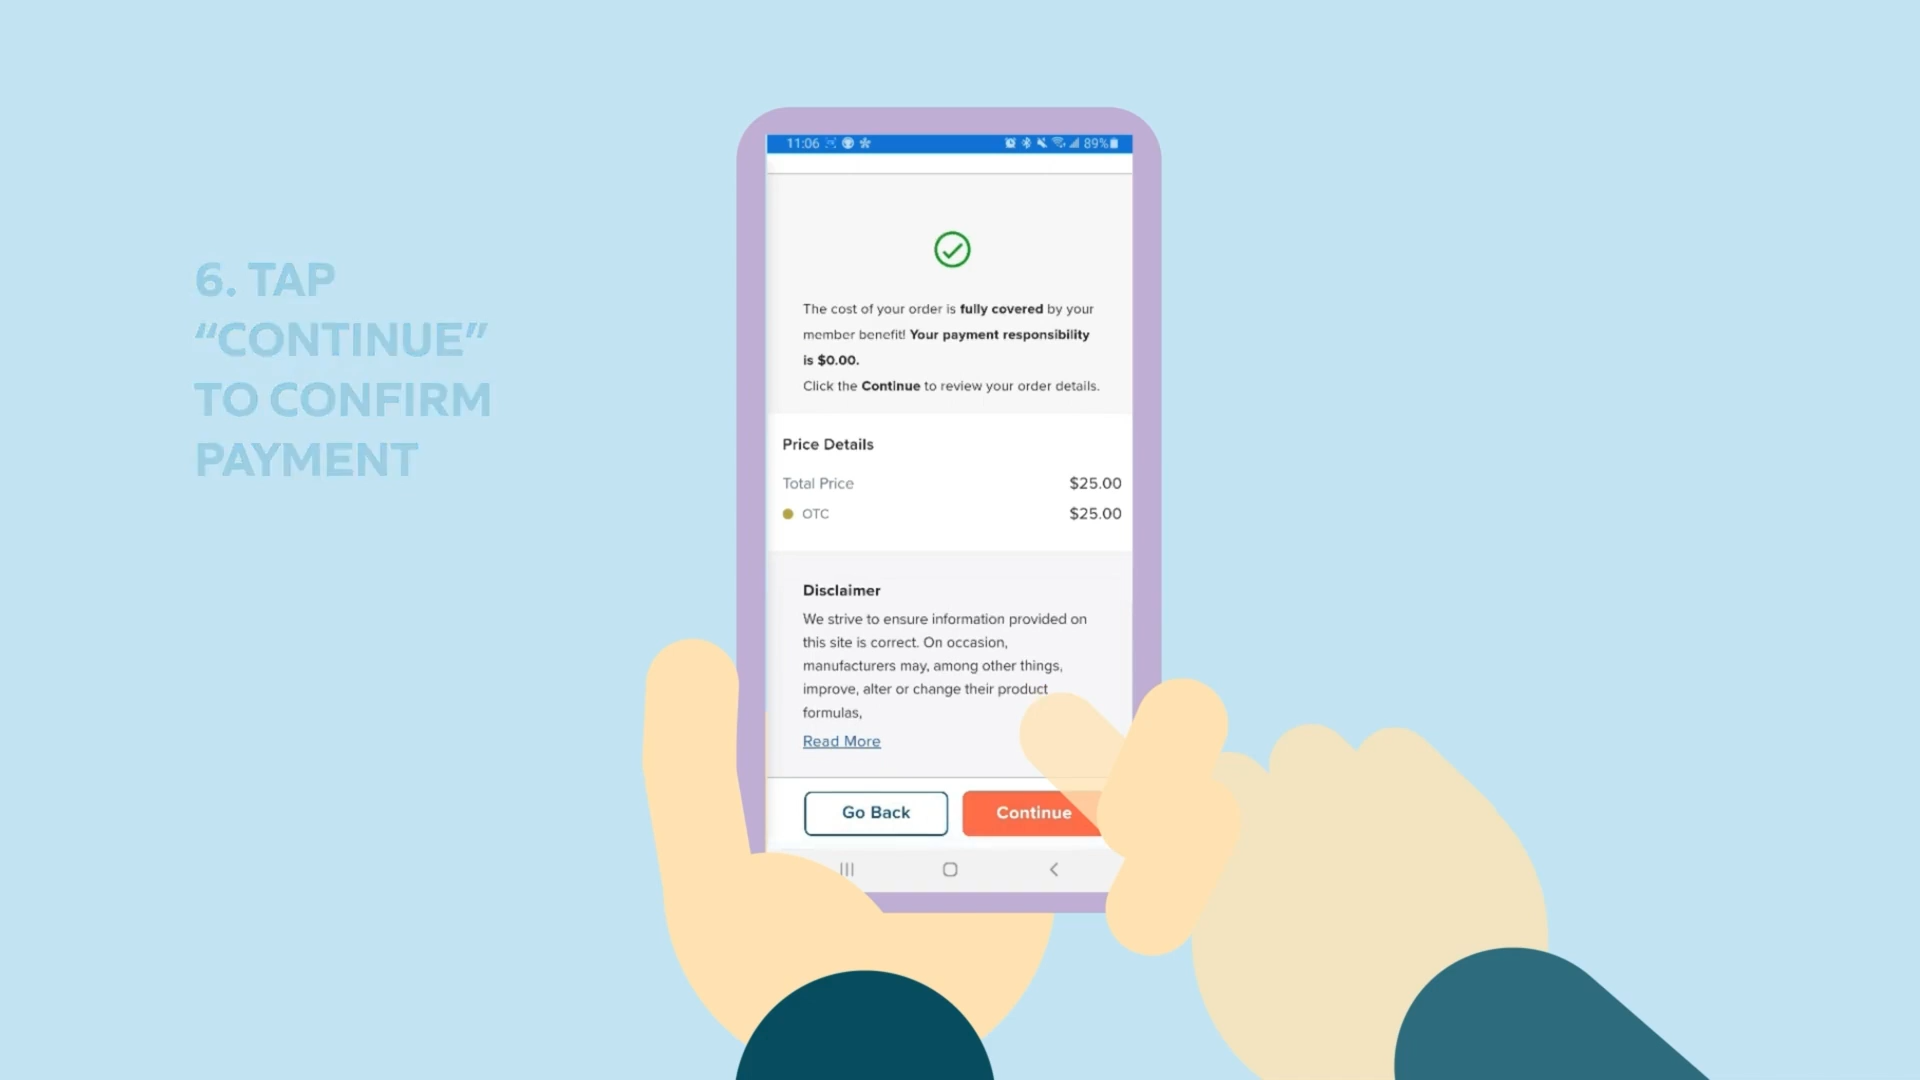 6. TAP
“CONTINUE”
TO CONFIRM
PAYMENT
11:06 89%
The cost of your order is fully covered by your
member benefit! Your payment responsibility
is $0.00.
Click the Continue to review your order details.
Price Details
Total Price $25.00
OTC $25.00
Disclaimer
We strive to ensure information provided on
this site is correct. On occasion,
manufacturers may, among other things,
improve, alter or change their product
formulas,
Read More
Go Back Continue